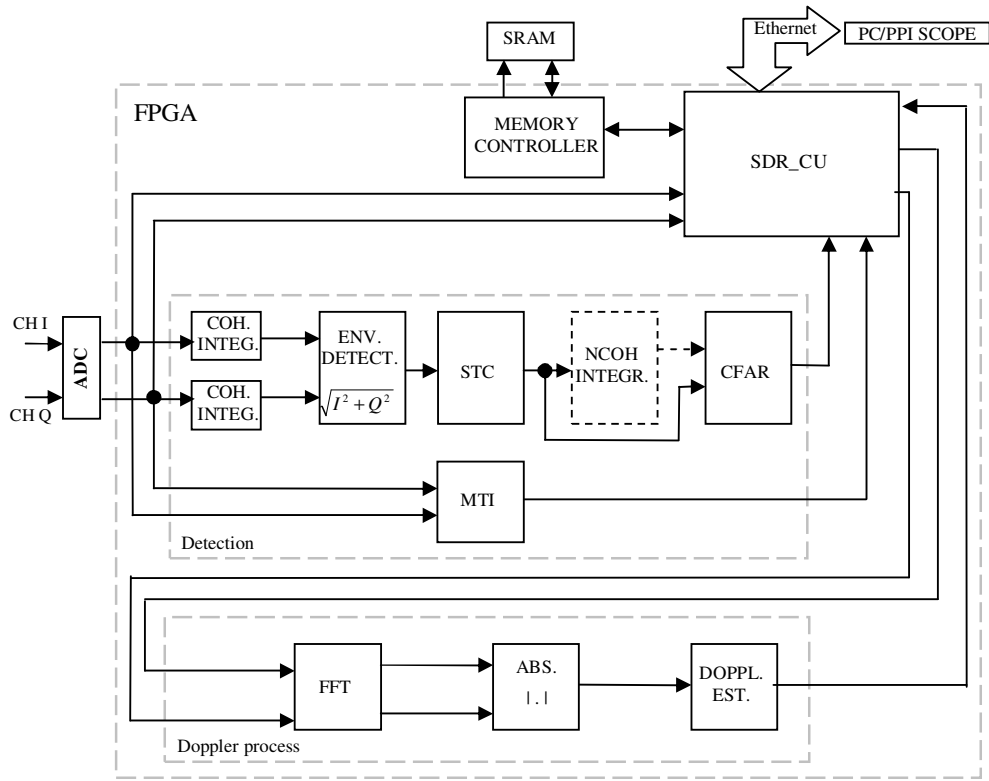 Ethernet
PC/PPI SCOPE
SRAM
FPGA
MEMORY
CONTROLLER
SDR_CU
CH I
CH Q
ADC
COH.
INTEG.
COH.
INTEG.
ENV.
DETECT.
√I² + Q²
STC
NCOH
INTEGR.
CFAR
MTI
Detection
FFT
ABS.
| . |
DOPPL.
EST.
Doppler process